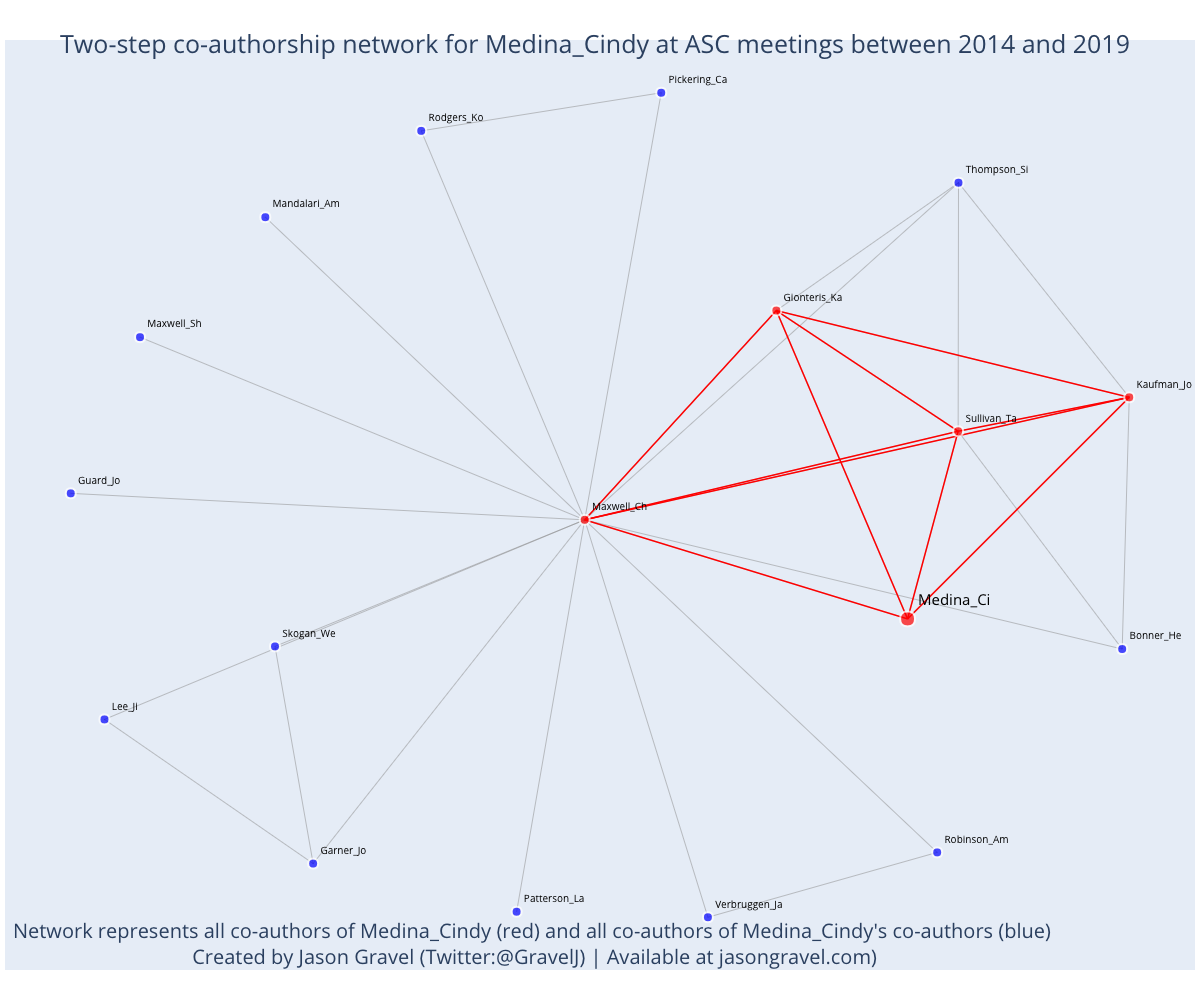 Two-step co-authorship network for Medina_Cindy at ASC meetings between 2014 and 2019
Pickering_Ca
Rodgers_Ko
Thompson_Si
Mandalari_Am
Gionteris_Ka
Maxwell_Sh
Kaufman_Jo
Sullivan_Ta
Guard_Jo
Maxwell_Ch
Medina_Ci
Skogan_We
Bonner_He
Lee_Ji
Robinson_Am
Garner_Jo
Patterson_La
Verbruggen_Ja
Network represents all co-authors of Medina_Cindy (red) and all co-authors of Medina_Cindy's co-authors (blue)
Created by Jason Gravel (Twitter:@GravelJ) | Available at jasongravel.com)